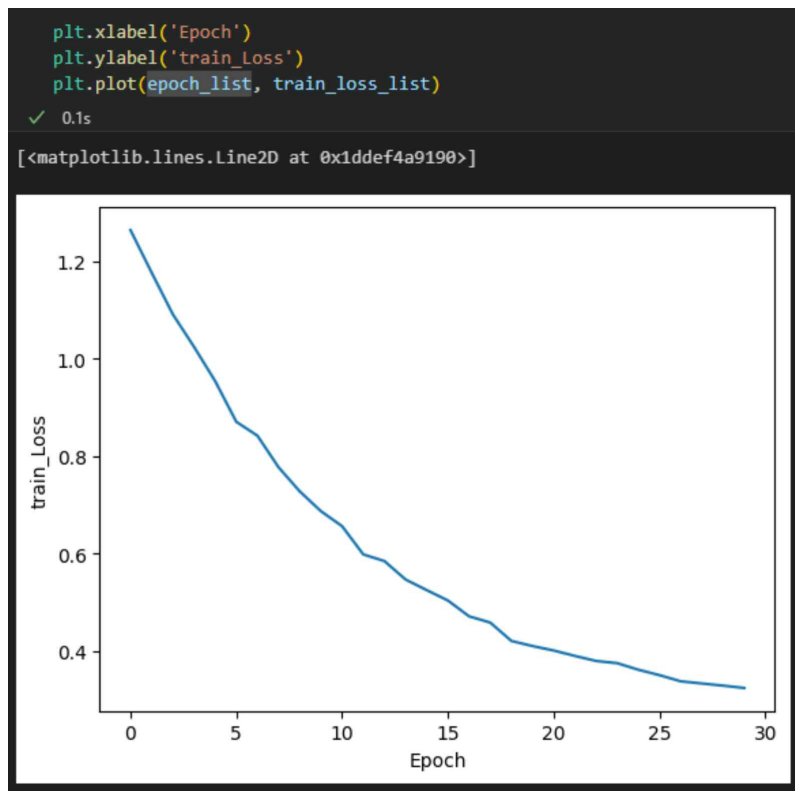 plt.xlabel('Epoch')
plt.ylabel('train_Loss')
plt.plot(epoch_list, train_loss_list)
0.1s
[<matplotlib.lines.Line2D at 0x1ddef4a9190>]
1.2
1.0
0.8
0.6
0.4
train_Loss
0 5 10 15 20 25 30
Epoch